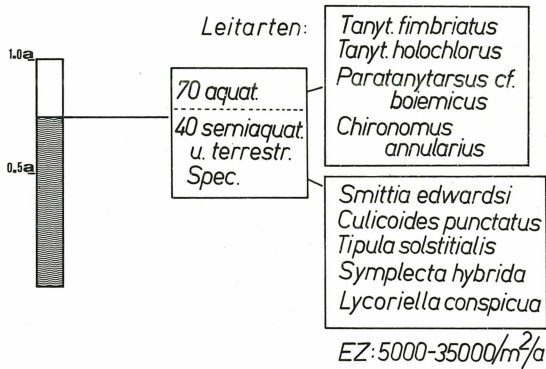 Leitarten:
1.0a
0.5a
70 aquat.
40 semiaquat.
u. terrestr.
Spec.
Tanyt. fimbriatus
Tanyt. holochlorus
Paratanytarsus cf.
boiemicus
Chironomus
annularius
Smittia edwardsi
Culicoides punctatus
Tipula solstitialis
Symplecta hybrida
Lycoriella conspicua
EZ: 5000-35000/m²/a